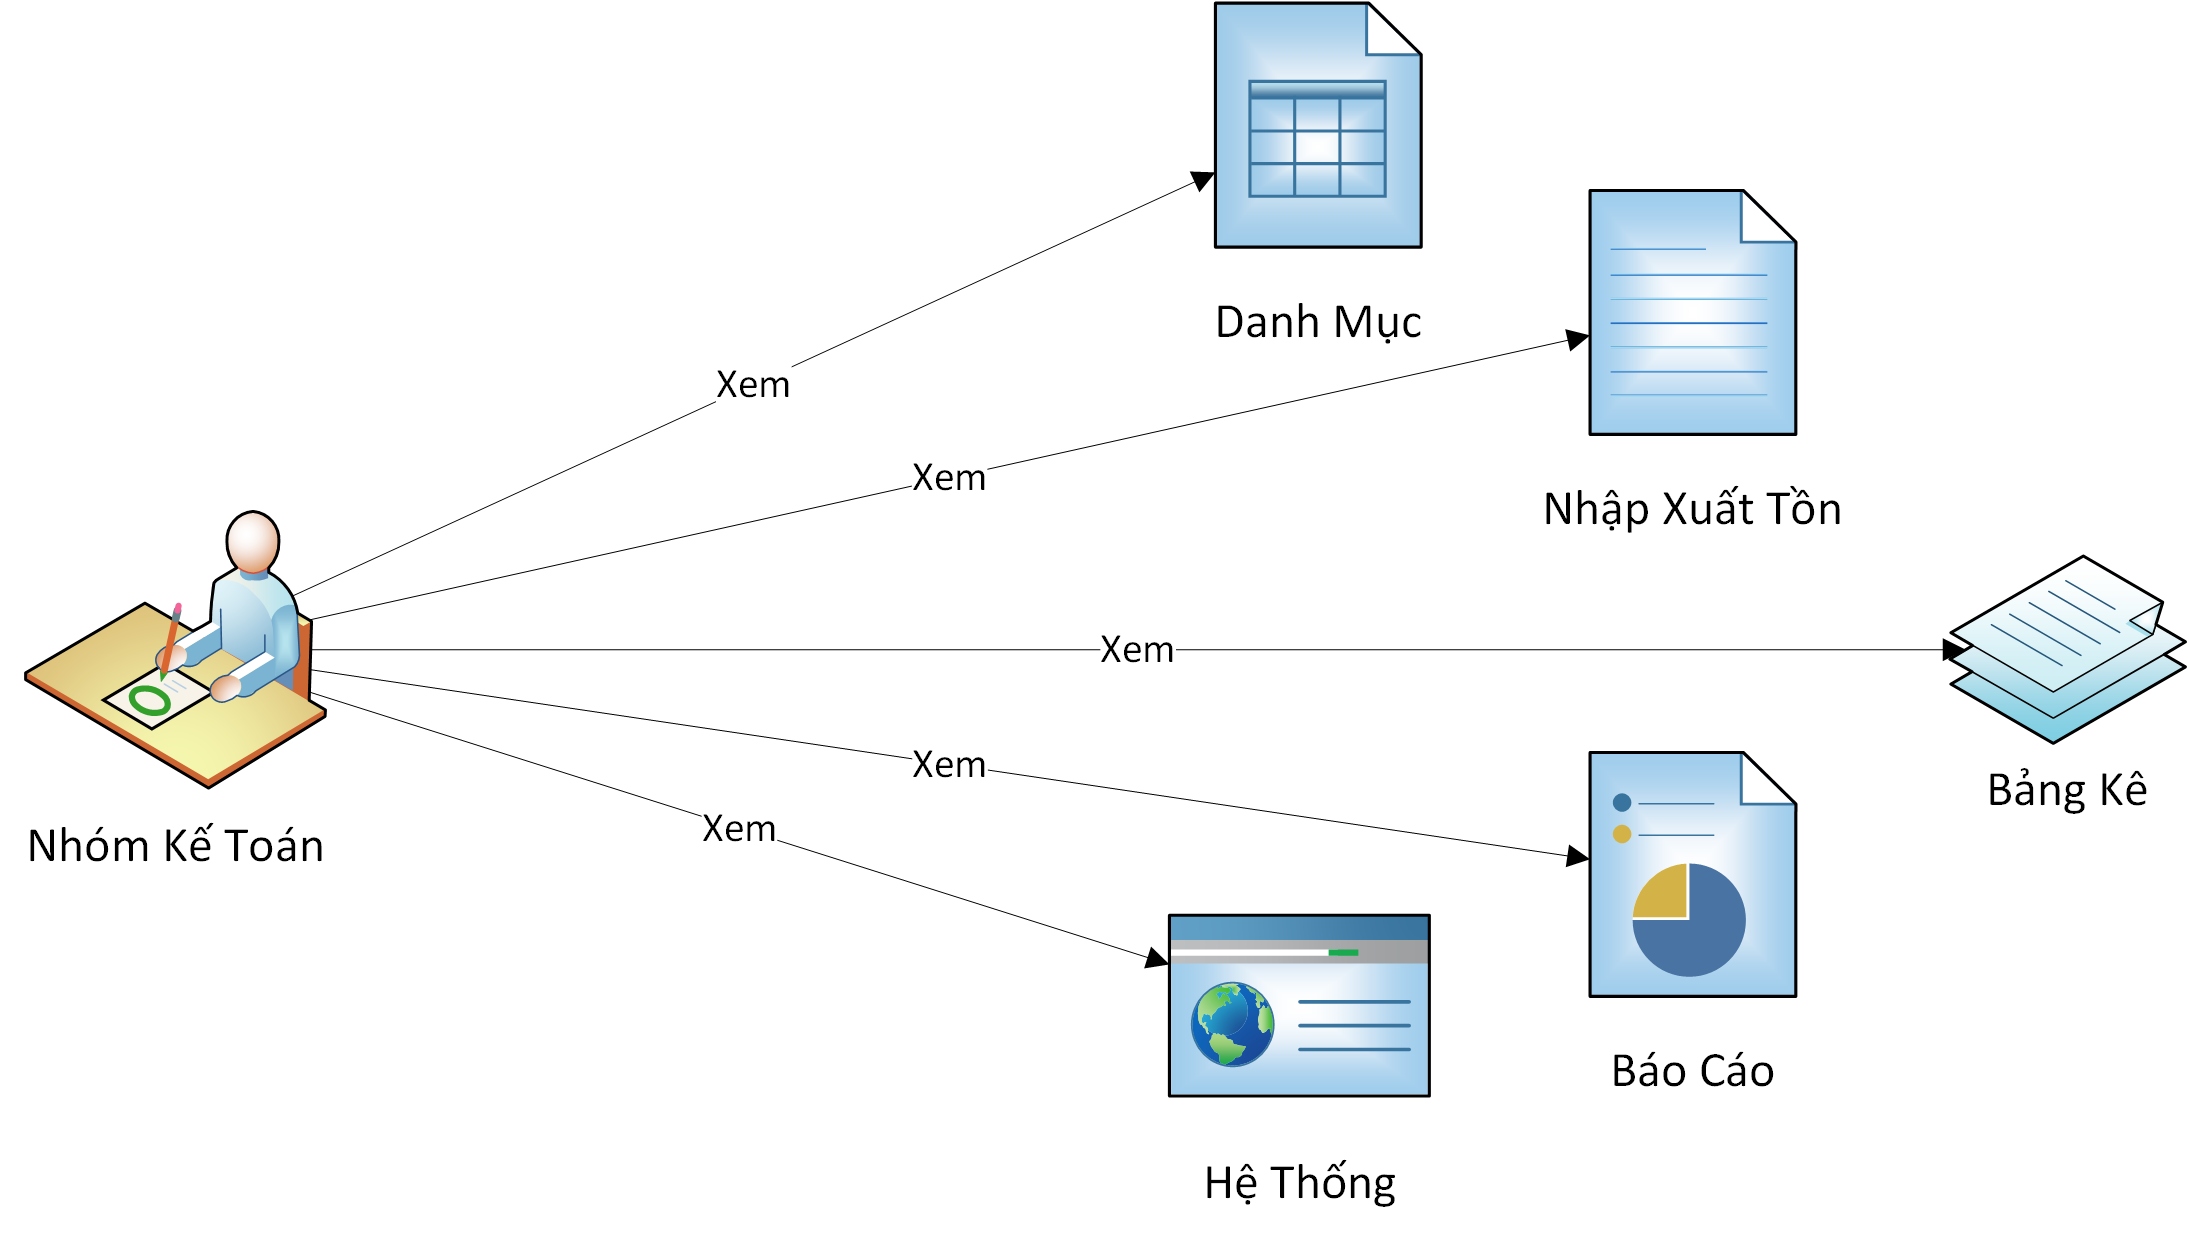 Danh Mục
Xem
Xem
Nhập Xuất Tồn
Xem
Xem
Bảng Kê
Xem
Nhóm Kế Toán
Báo Cáo
Hệ Thống